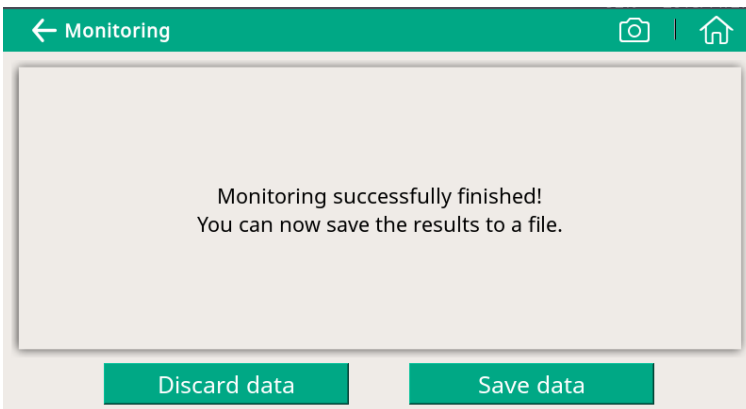 Monitoring
Monitoring successfully finished!
You can now save the results to a file.
Discard data
Save data